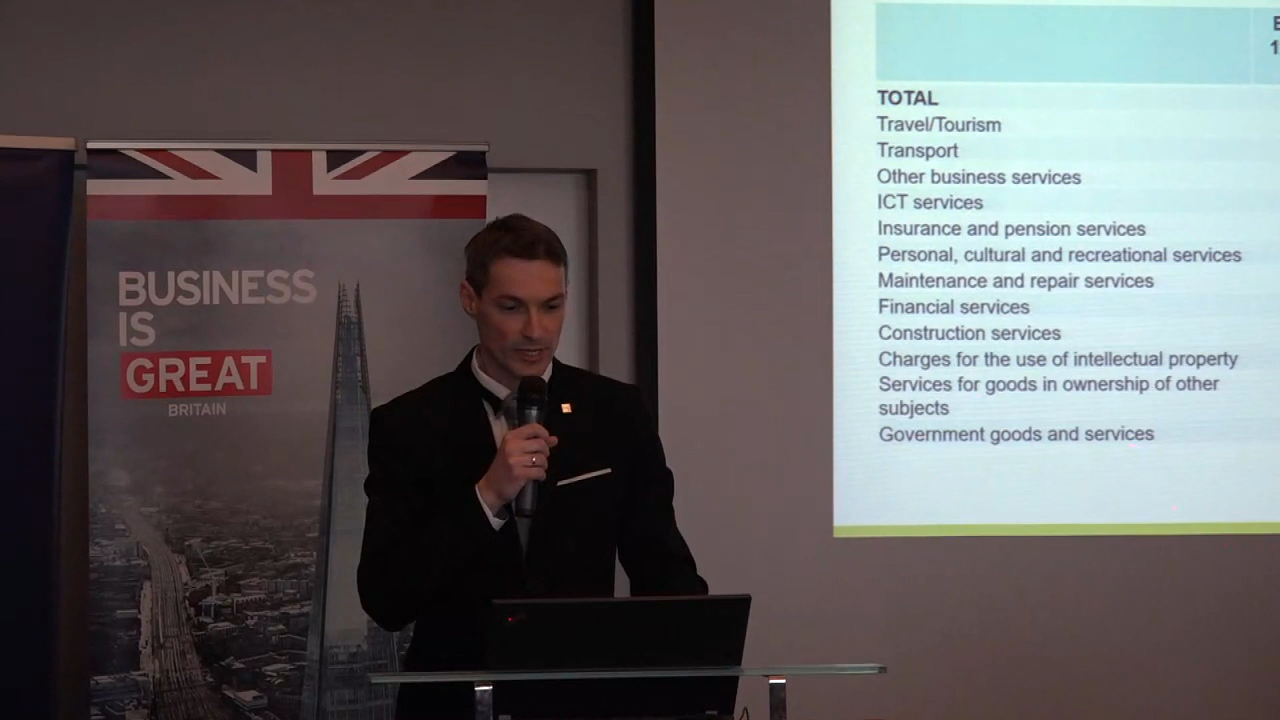 BUSINESS
IS
GREAT
BRITAIN
TOTAL
Travel/Tourism
Transport
Other business services
ICT services
Insurance and pension services
Personal, cultural and recreational services
Maintenance and repair services
Financial services
Construction services
Charges for the use of intellectual property
Services for goods in ownership of other
subjects
Government goods and services